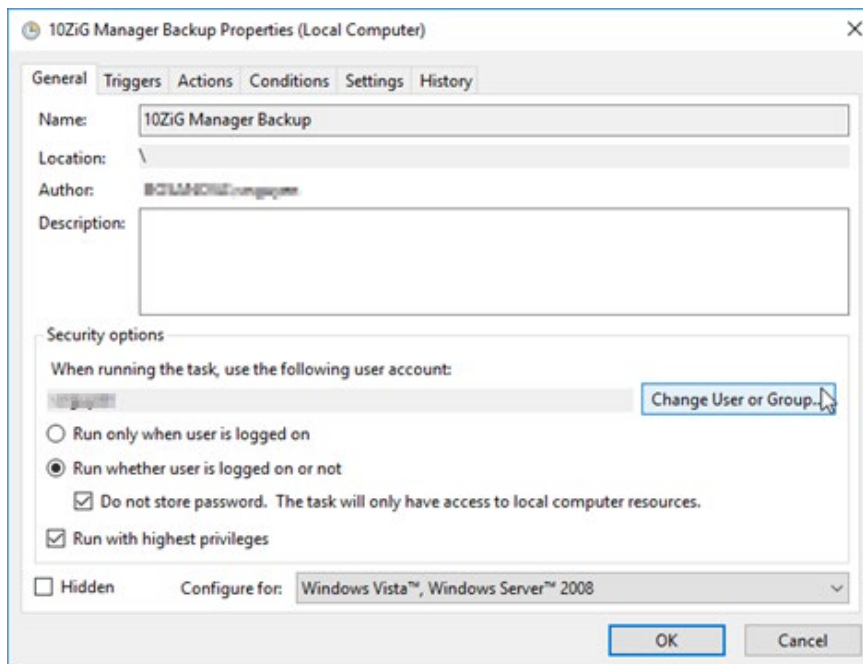 10ZiG Manager Backup Properties (Local Computer)
General Triggers Actions Conditions Settings History
Name: 10ZiG Manager Backup
Location: \
Author:
Description:
Security options
When running the task, use the following user account:
Change User or Group...
Run only when user is logged on
Run whether user is logged on or not
Do not store password. The task will only have access to local computer resources.
Run with highest privileges
Hidden Configure for: Windows Vista™, Windows Server™ 2008
OK Cancel